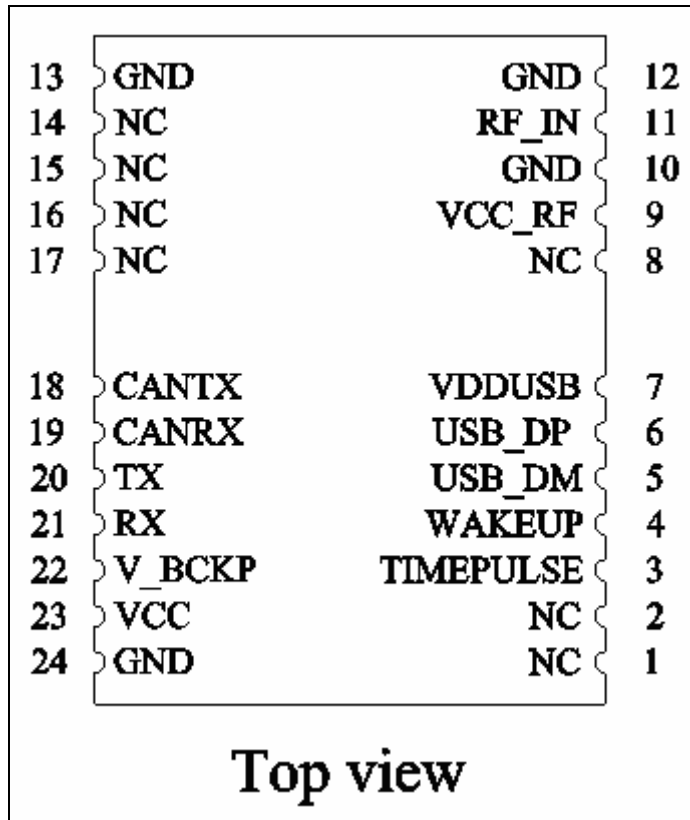 13 GND GND 12
14 NC RF_IN 11
15 NC GND 10
16 NC VCC_RF 9
17 NC NC 8
18 CANTX VDDUSB 7
19 CANRX USB_DP 6
20 TX USB_DM 5
21 RX WAKEUP 4
22 V_BCKP TIMEPULSE 3
23 VCC NC 2
24 GND NC 1
Top view